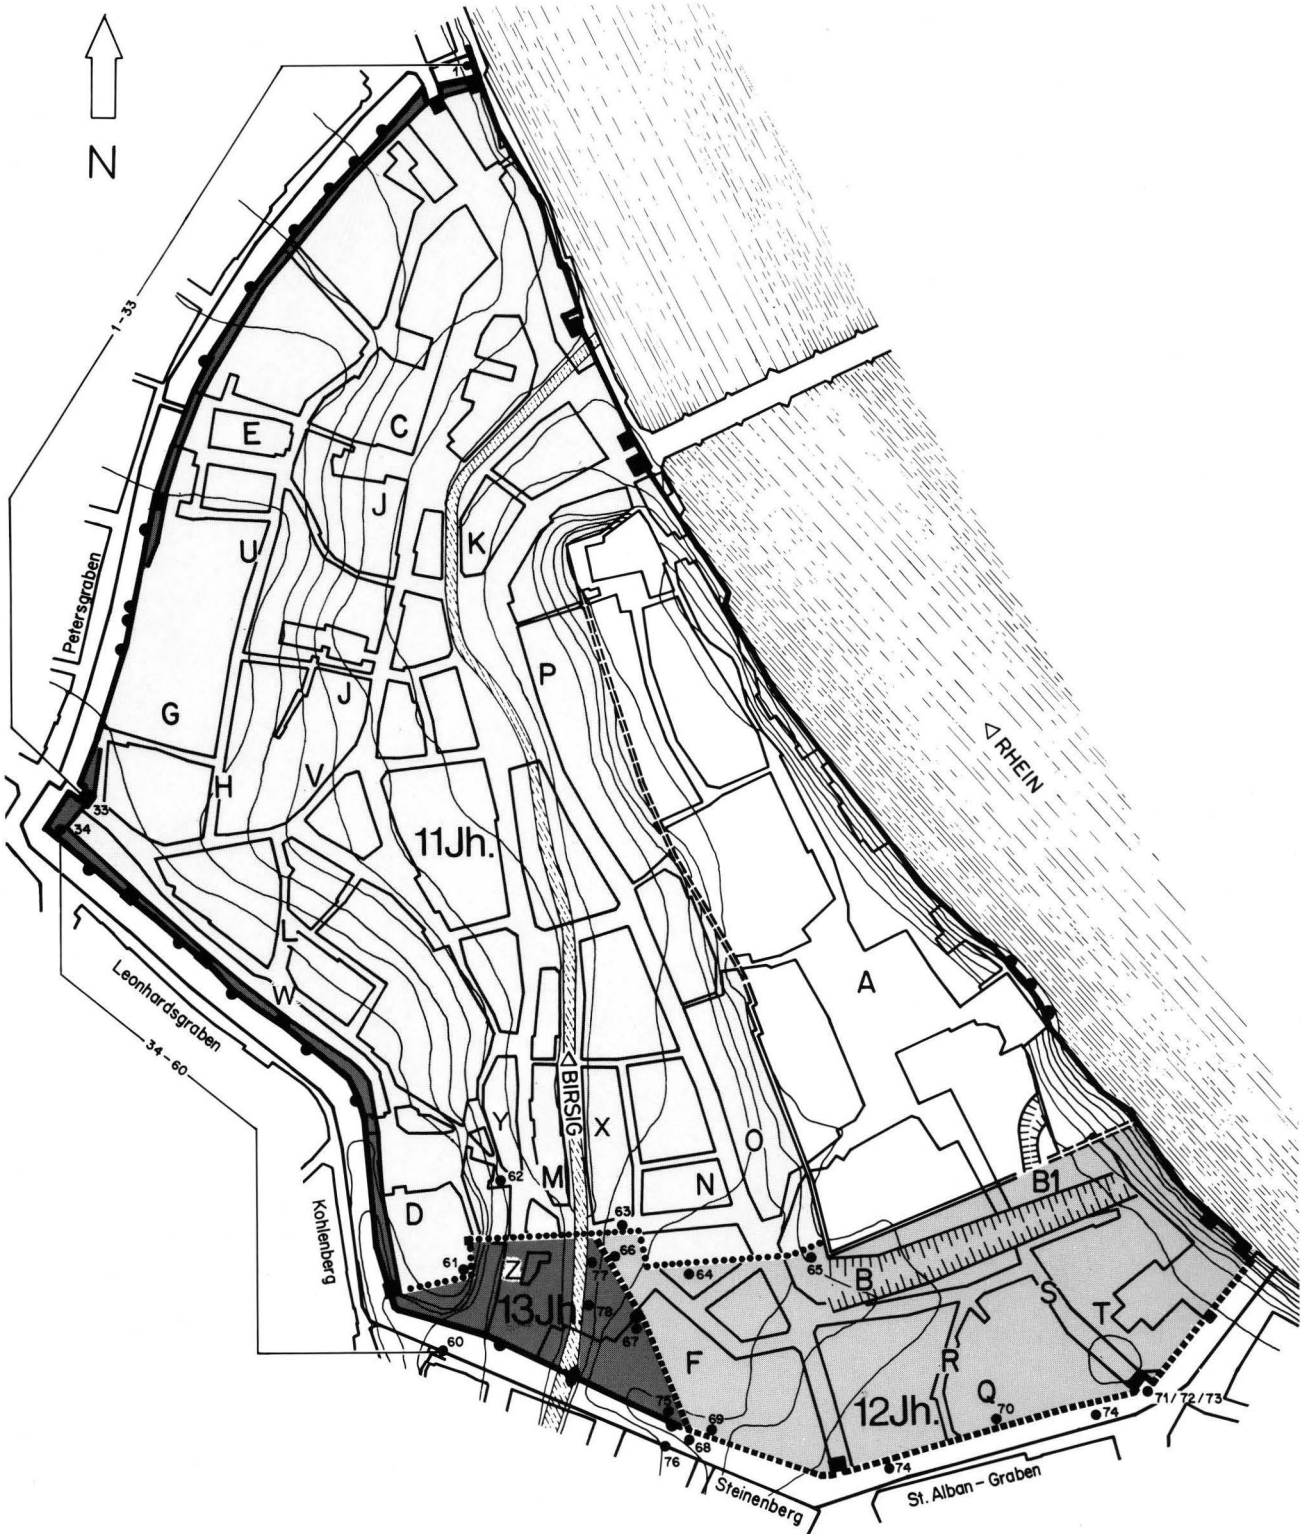 1
N
1-33
E
C
J
U
K
Petersgraben
P
G
J
H
V
RHEIN
33
34
11Jh.
L
W
A
Leonhardsgraben
34-60
BIRSIG
Y
X
O
62
M
N
B1
D
Kohlenberg
63
61
Z
66
65
77
64
B
13Jh.
78
S
T
67
F
R
Q
70
71/72/73
60
75
69
12Jh.
74
68
76
74
Steinenberg
St. Alban-Graben